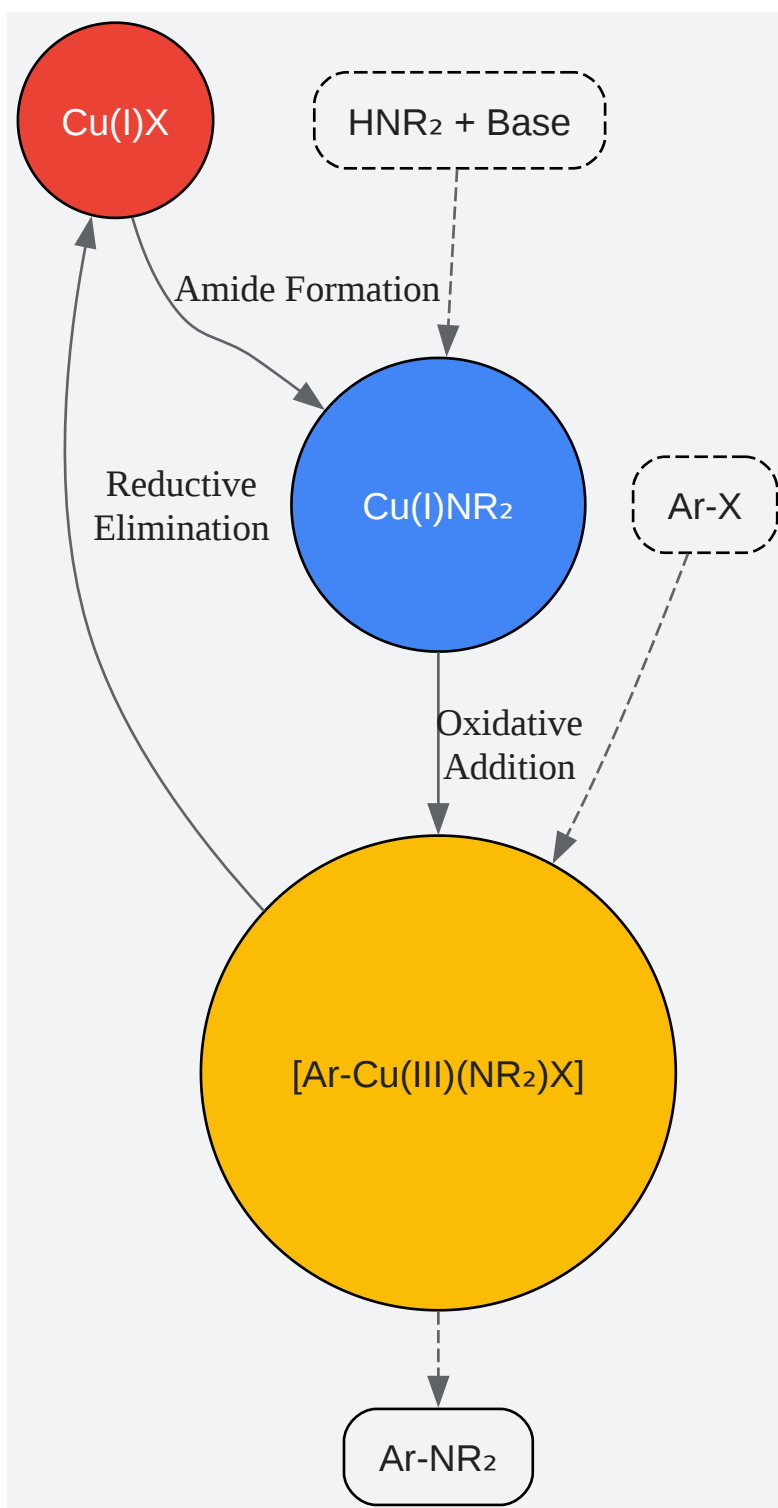 Cu(I)X
HNR₂ + Base
Amide Formation
Reductive
Elimination
Cu(I)NR₂
Ar-X
Oxidative
Addition
[Ar-Cu(III)(NR₂)X]
Ar-NR₂